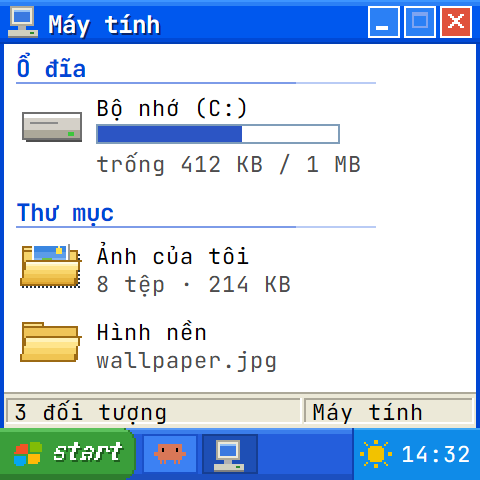 Máy tính
Ổ đĩa
Bộ nhớ (C:)
trống 412 KB / 1 MB
Thư mục
Ảnh của tôi
8 tệp · 214 KB
Hình nền
wallpaper.jpg
3 đối tượng
Máy tính
start
14:32